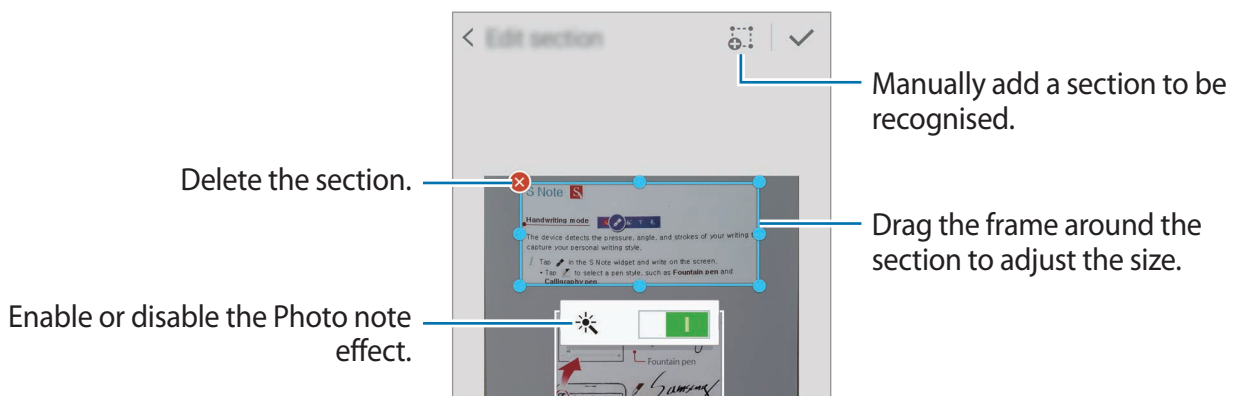 Edit section
Manually add a section to be
recognised.
Delete the section.
S Note
Handwriting mode
The device detects the pressure, angle, and strokes of your writing
capture your personal writing style.
Tap in the S Note widget and write on the screen.
• Tap to select a pen style, such as Fountain pen and
Calligraphy pen
Drag the frame around the
section to adjust the size.
Enable or disable the Photo note
effect.
Fountain pen
Samsung